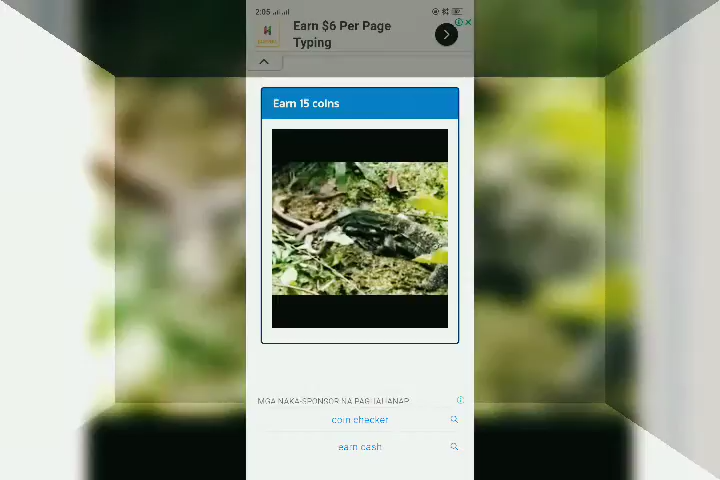 2:05
Earn $6 Per Page
Typing
Earn 15 coins
MGA NAKA-SPONSOR NA PAGHAHANAP
coin checker
earn cash